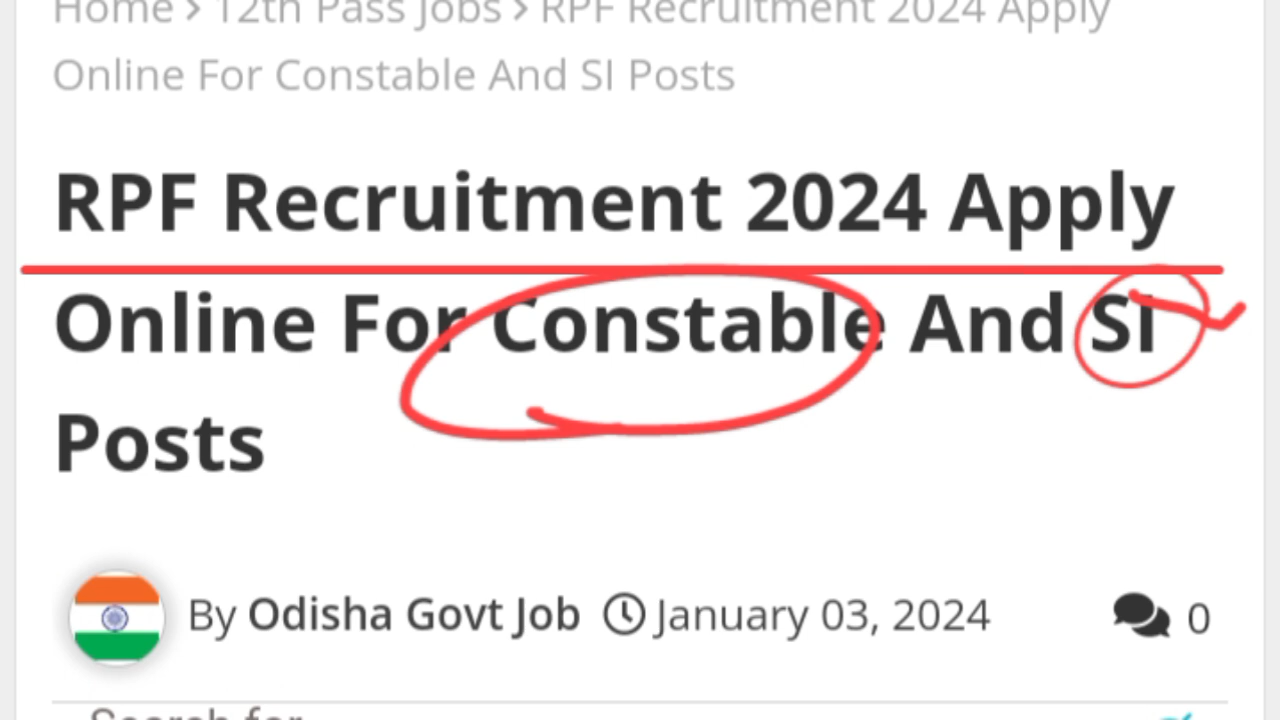 Home > 12th Pass Jobs > RPF Recruitment 2024 Apply
Online For Constable And SI Posts
RPF Recruitment 2024 Apply
Online For Constable And SI
Posts
By Odisha Govt Job January 03, 2024 0
Search for